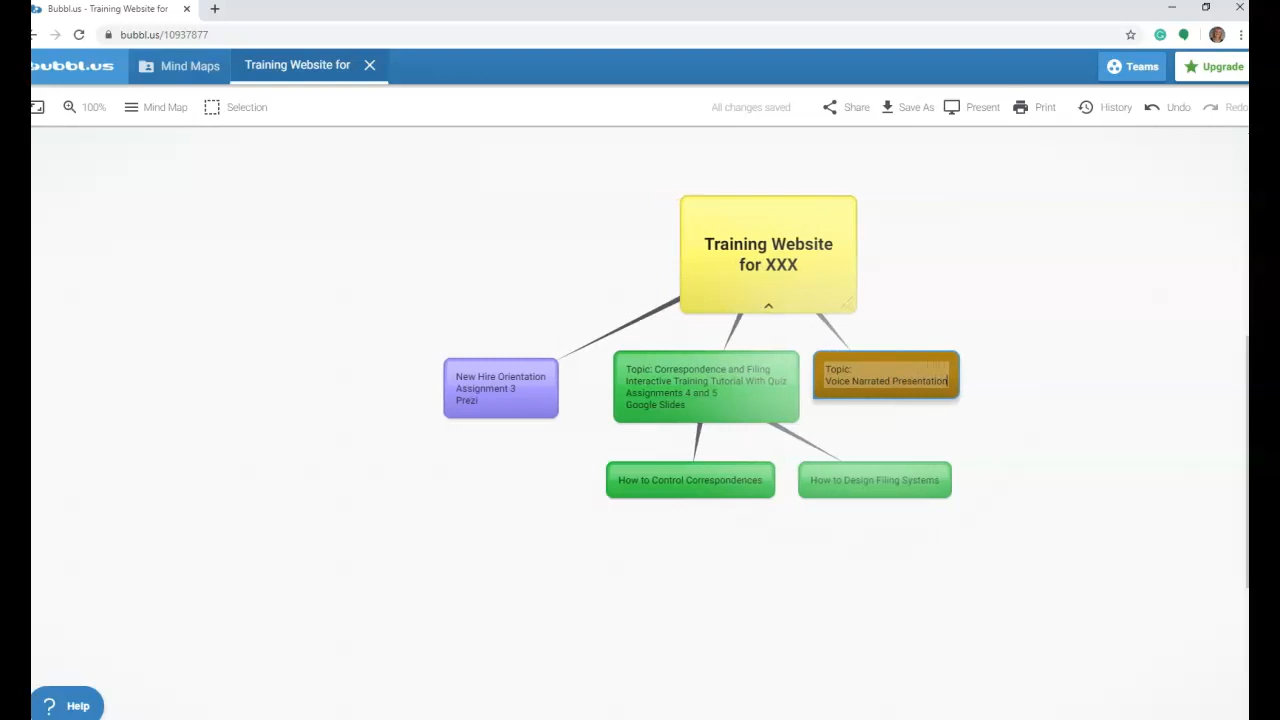 Bubbl.us - Training Website for
bubbl.us/10937877
bubbl.us
Mind Maps
Training Website for
Teams
Upgrade
100%
Mind Map
Selection
All changes saved
Share
Save As
Present
Print
History
Undo
Redo
Training Website
for XXX
New Hire Orientation
Assignment 3
Prezi
Topic: Correspondence and Filing
Interactive Training Tutorial With Quiz
Assignments 4 and 5
Google Slides
Topic:
Voice Narrated Presentation
How to Control Correspondences
How to Design Filing Systems
? Help